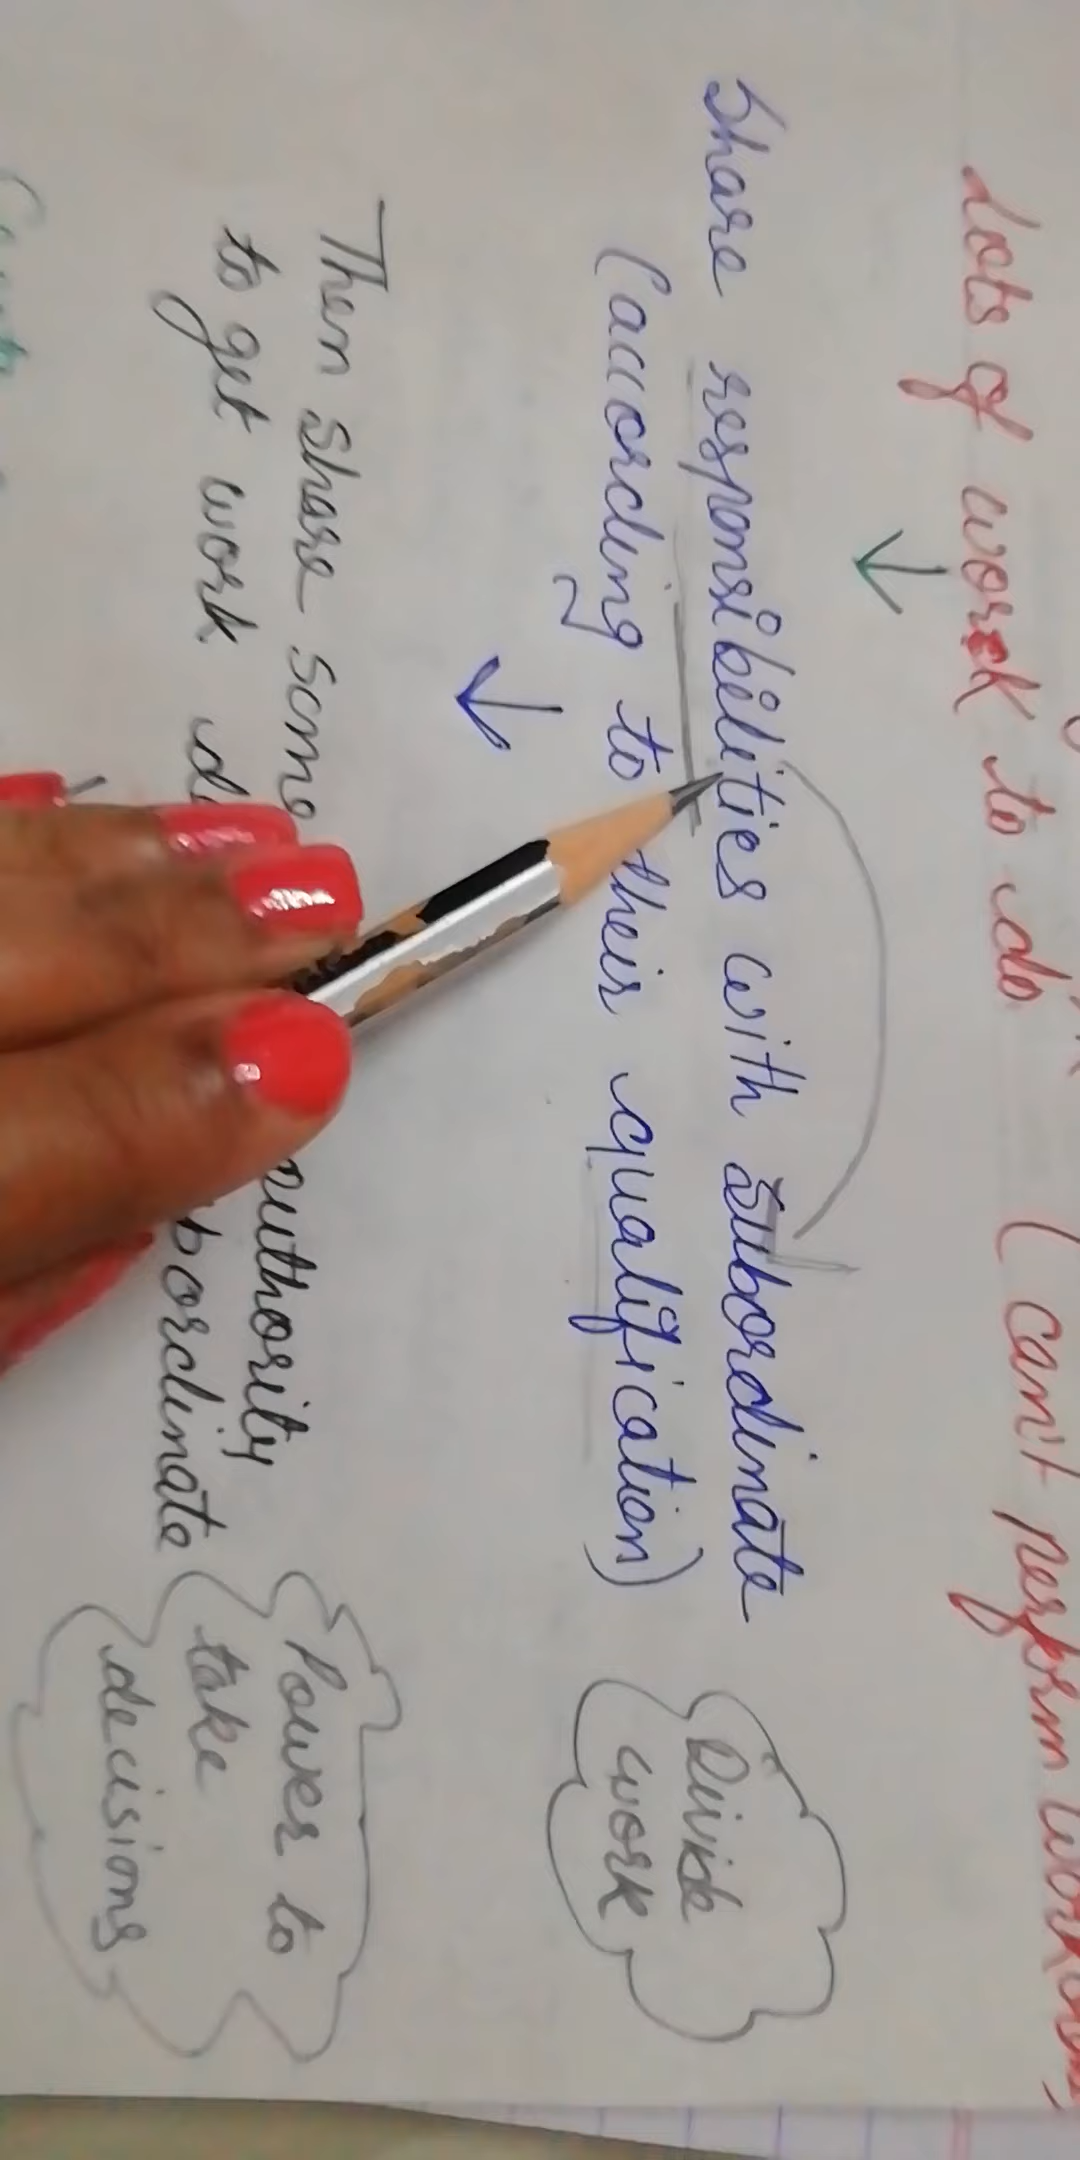 Lots of work to do (can't perform work
Share responsibilities with subordinate
(according to their qualification)
Divide
work
Then share some authority
to get work
Power to
take
decisions